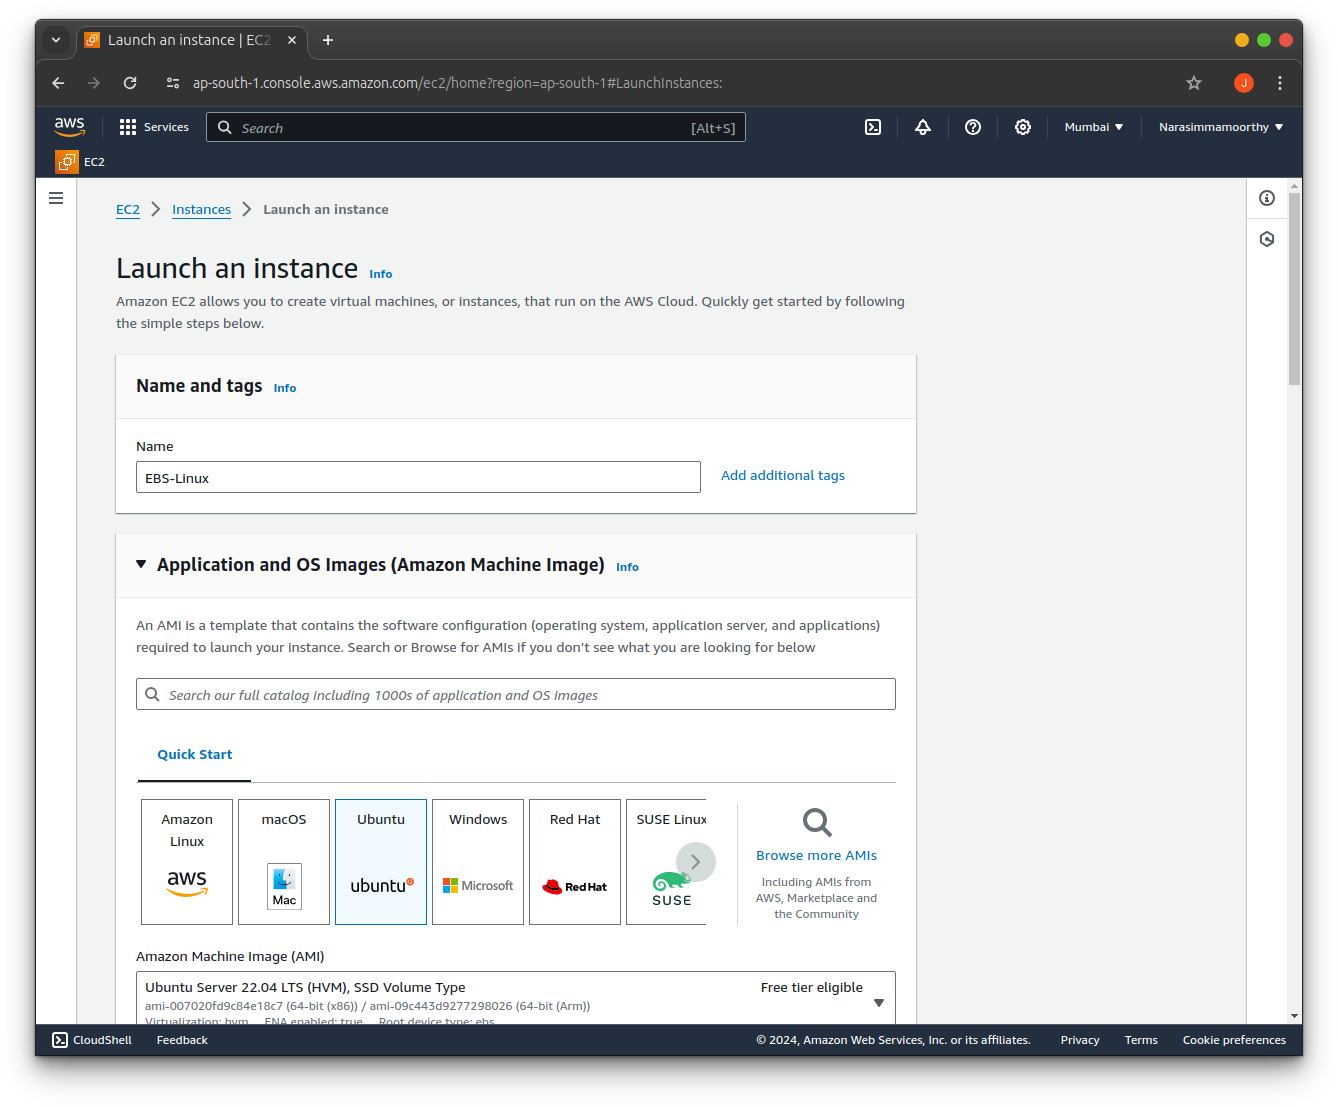 Launch an instance | EC2
ap-south-1.console.aws.amazon.com/ec2/home?region=ap-south-1#LaunchInstances:
J
aws
Services
Search
[Alt+S]
Mumbai
Narasimmamoorthy
EC2
EC2
Instances
Launch an instance
Launch an instance Info
Amazon EC2 allows you to create virtual machines, or instances, that run on the AWS Cloud. Quickly get started by following
the simple steps below.
Name and tags Info
Name
EBS-Linux
Add additional tags
Application and OS Images (Amazon Machine Image) Info
An AMI is a template that contains the software configuration (operating system, application server, and applications)
required to launch your instance. Search or Browse for AMIs if you don’t see what you are looking for below
Search our full catalog including 1000s of application and OS images
Quick Start
Amazon
Linux
aws
macOS
Mac
Ubuntu
ubuntu
Windows
Microsoft
Red Hat
Red Hat
SUSE Linux
SUSE
Browse more AMIs
Including AMIs from
AWS, Marketplace and
the Community
Amazon Machine Image (AMI)
Ubuntu Server 22.04 LTS (HVM), SSD Volume Type
Free tier eligible
ami-007020fd9c84e18c7 (64-bit (x86)) / ami-09c443d9277298026 (64-bit (Arm))
Virtualization: hvm ENA enabled: true Root device type: ebs
CloudShell
Feedback
© 2024, Amazon Web Services, Inc. or its affiliates.
Privacy
Terms
Cookie preferences